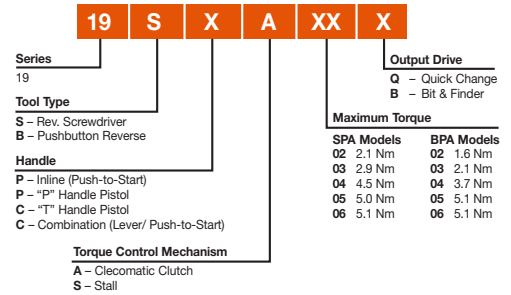 19 S X A XX X
Series
19
Tool Type
S – Rev. Screwdriver
B – Pushbutton Reverse
Handle
P – Inline (Push-to-Start)
P – “P” Handle Pistol
C – “T” Handle Pistol
C – Combination (Lever/ Push-to-Start)
Torque Control Mechanism
A – Clecomatic Clutch
S – Stall
Output Drive
Q – Quick Change
B – Bit & Finder
Maximum Torque
SPA Models BPA Models
02 2.1 Nm 02 1.6 Nm
03 2.9 Nm 03 2.1 Nm
04 4.5 Nm 04 3.7 Nm
05 5.0 Nm 05 5.1 Nm
06 5.1 Nm 06 5.1 Nm